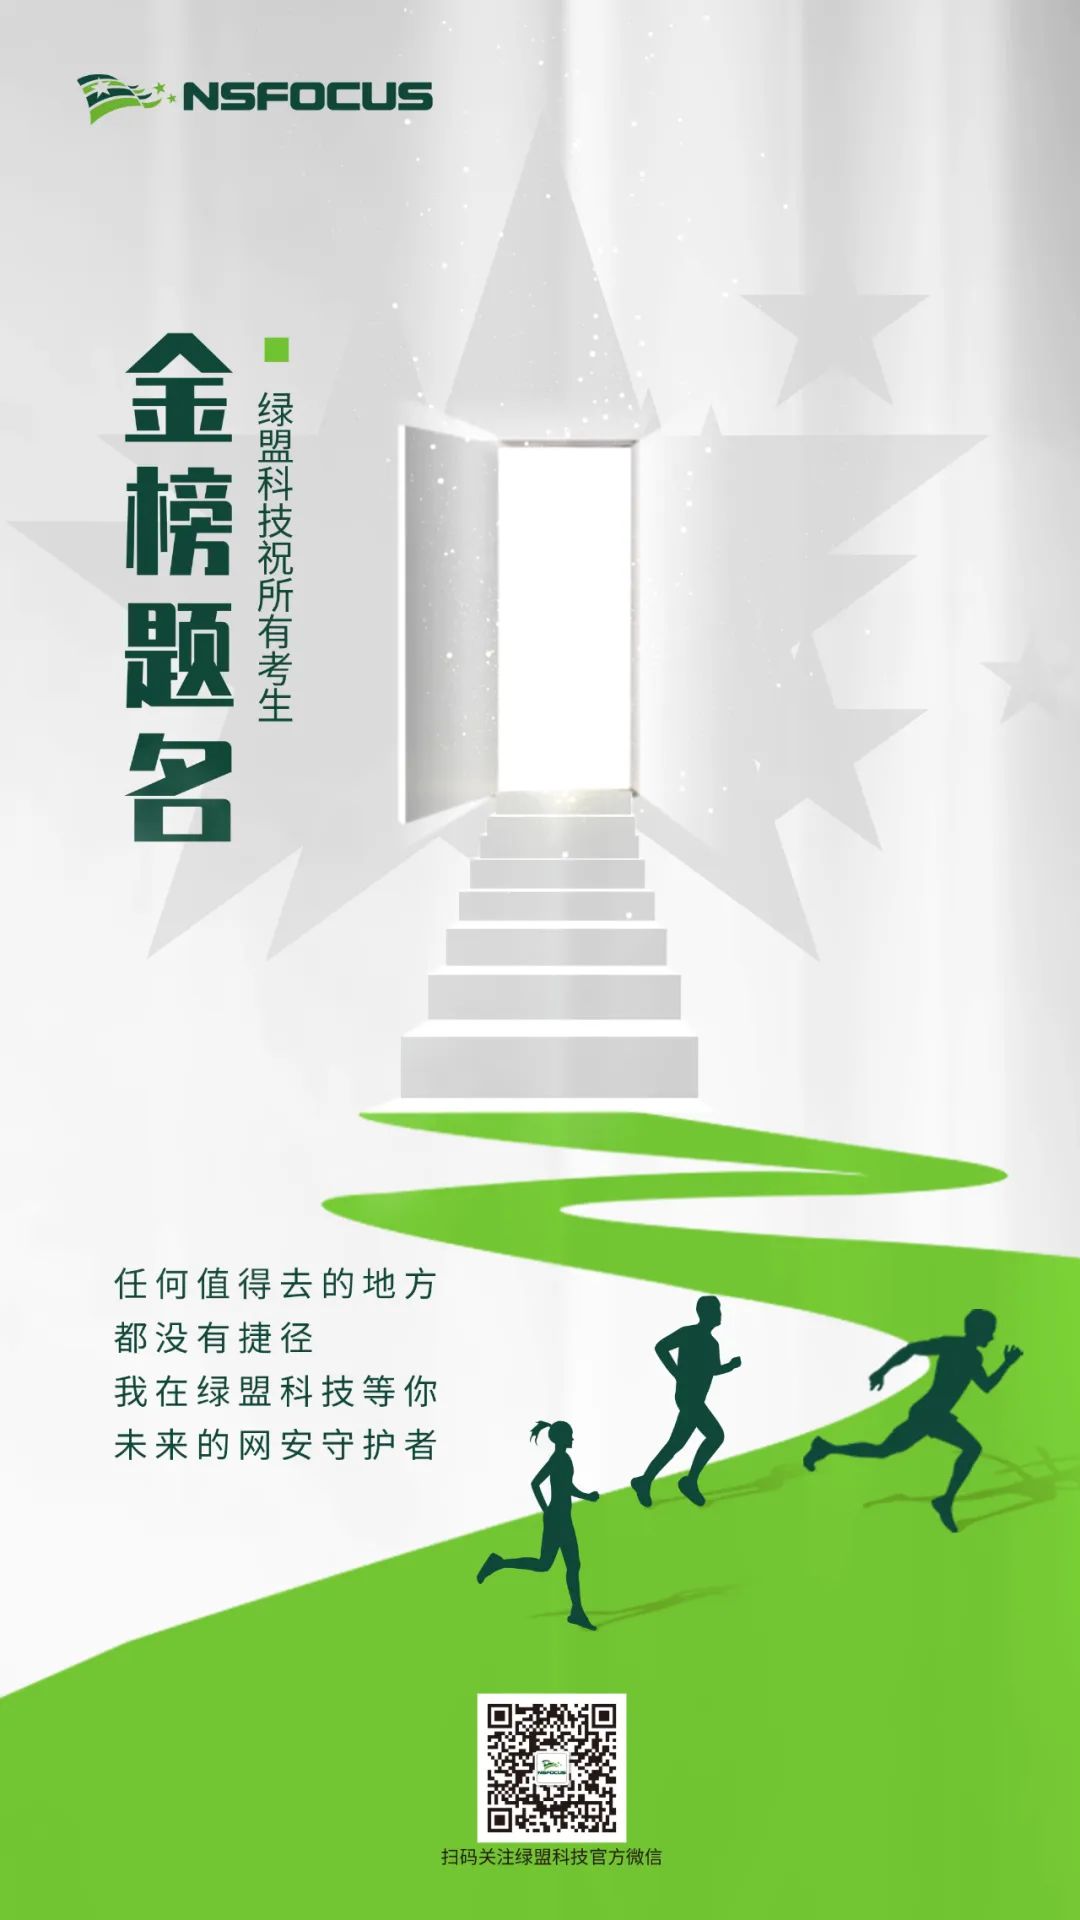 NSFOCUS
绿盟科技祝所有考生
金榜题名
任何值得去的地方
都没有捷径
我在绿盟科技等你
未来的网安守护者
NSFOCUS
扫码关注绿盟科技官方微信